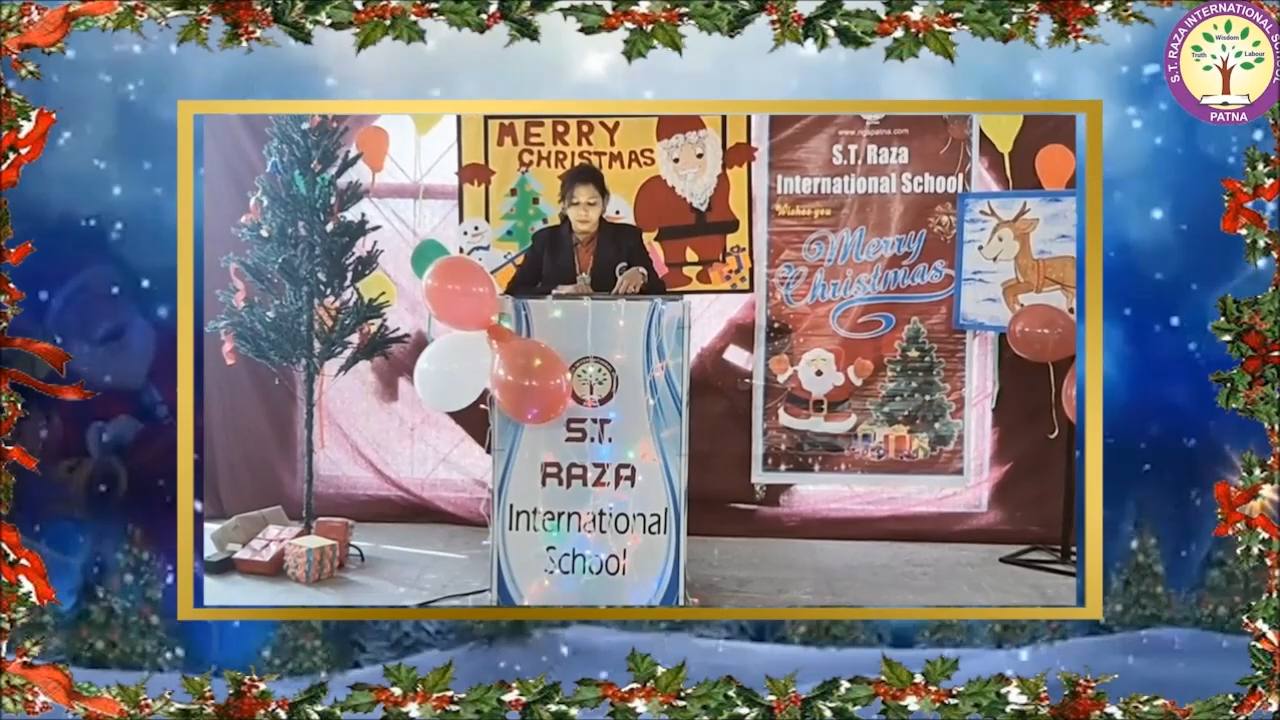 S.T. RAZA INTERNATIONAL SCHOOL
Wisdom
Truth
Labour
PATNA
MERRY
CHRISTMAS
S.T. Raza
International School
Wishes you
Merry
Christmas
S.T.
RAZA
International
School